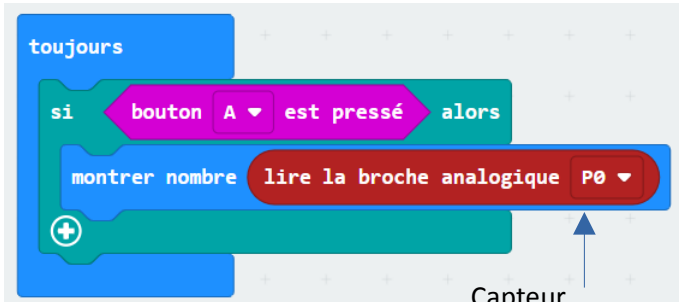 toujours
si bouton A est pressé alors
montrer nombre lire la broche analogique P0
Capteur